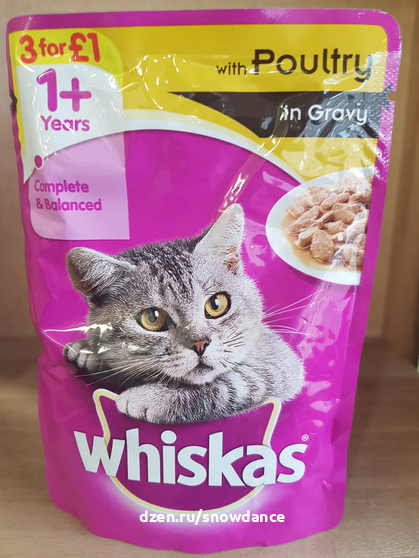 3 for £1
with Poultry
in Gravy
1+
Years
Complete
& Balanced
whiskas®
dzen.ru/snowdance